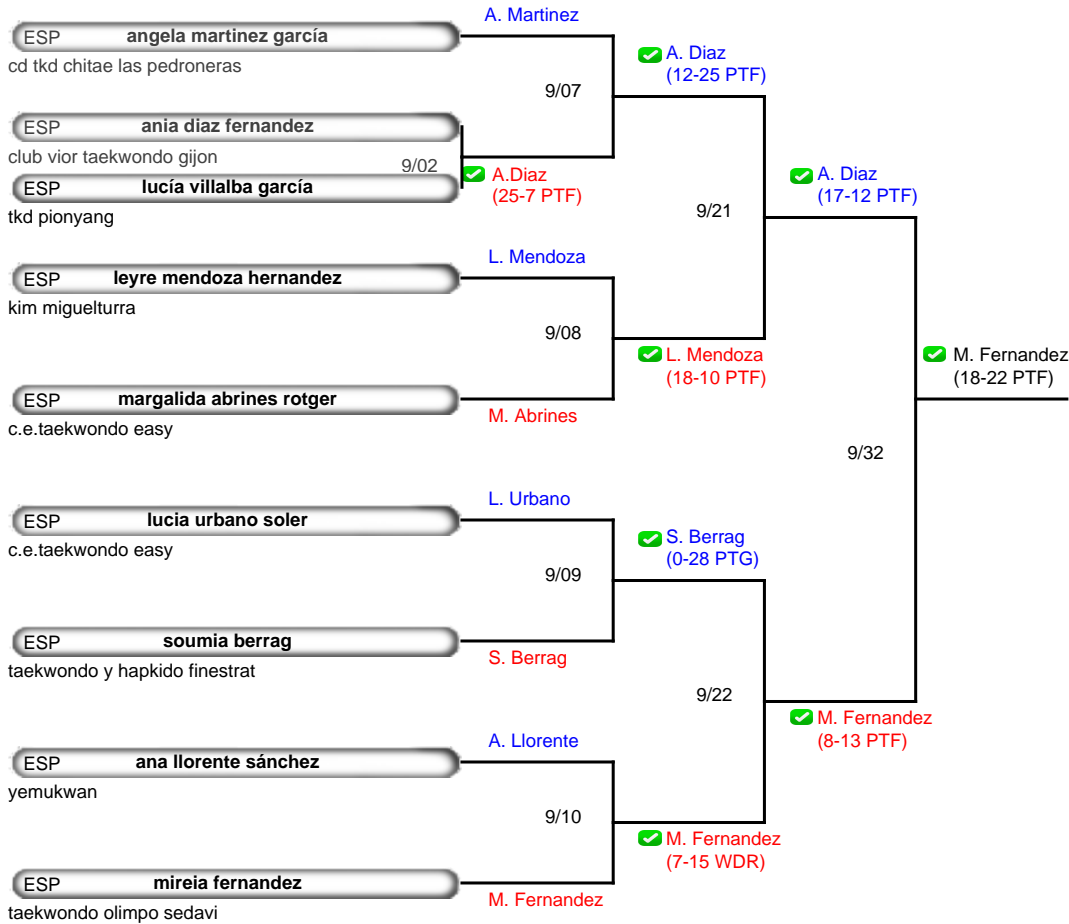 A. Martinez
ESP angela martinez garcía
cd tkd chitae las pedroneras
A. Diaz
(12-25 PTF)
9/07
ESP ania diaz fernandez
club vior taekwondo gijon
9/02
A.Diaz
(25-7 PTF)
ESP lucía villalba garcía
tkd pionyang
A. Diaz
(17-12 PTF)
9/21
L. Mendoza
ESP leyre mendoza hernandez
kim miguelturra
9/08
L. Mendoza
(18-10 PTF)
M. Fernandez
(18-22 PTF)
ESP margalida abrines rotger
c.e.taekwondo easy
M. Abrines
9/32
L. Urbano
ESP lucia urbano soler
c.e.taekwondo easy
S. Berrag
(0-28 PTG)
9/09
ESP soumia berrag
taekwondo y hapkido finestrat
S. Berrag
9/22
M. Fernandez
(8-13 PTF)
A. Llorente
ESP ana llorente sánchez
yemukwan
9/10
M. Fernandez
(7-15 WDR)
ESP mireia fernandez
taekwondo olimpo sedavi
M. Fernandez